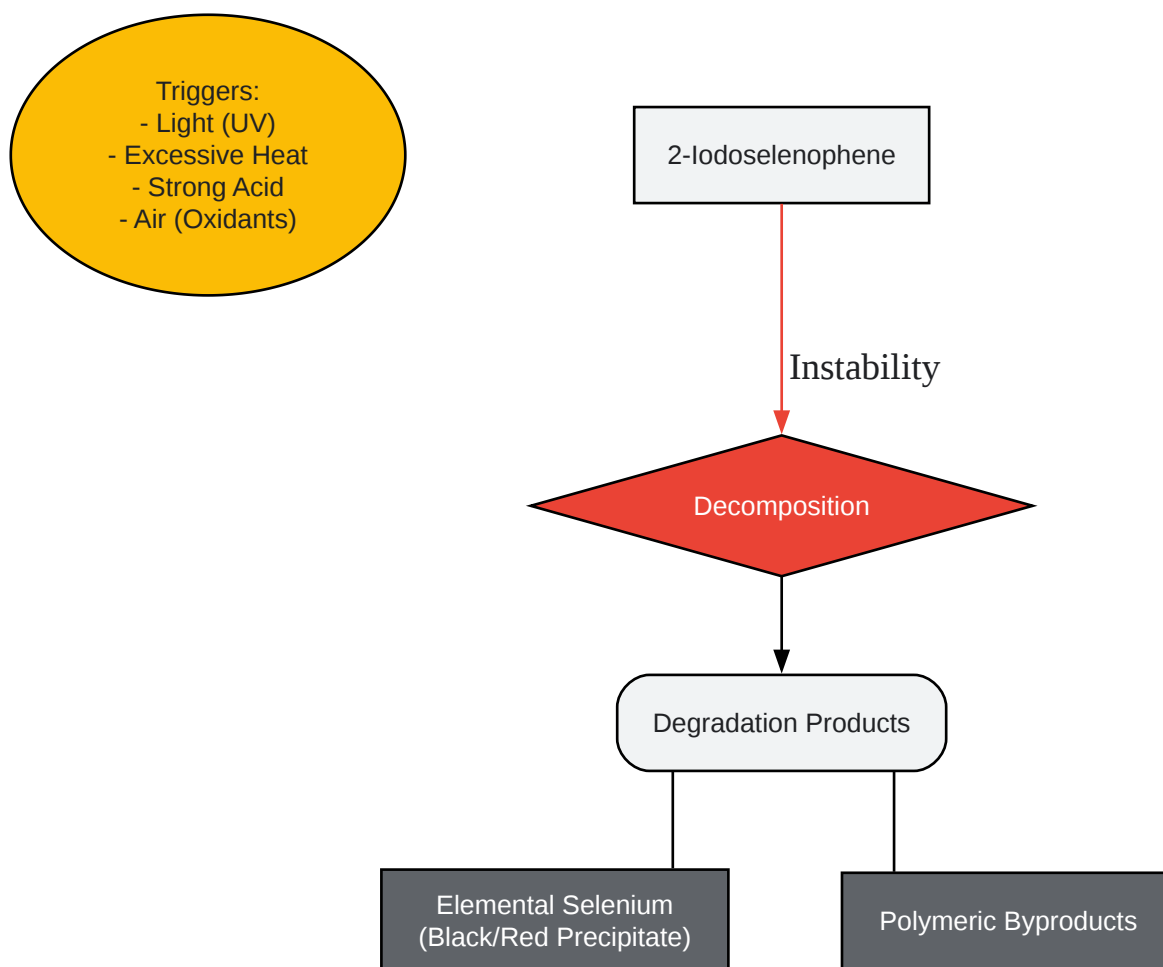 Triggers:
- Light (UV)
- Excessive Heat
- Strong Acid
- Air (Oxidants)
2-Iodoselenophene
Instability
Decomposition
Degradation Products
Elemental Selenium
(Black/Red Precipitate)
Polymeric Byproducts